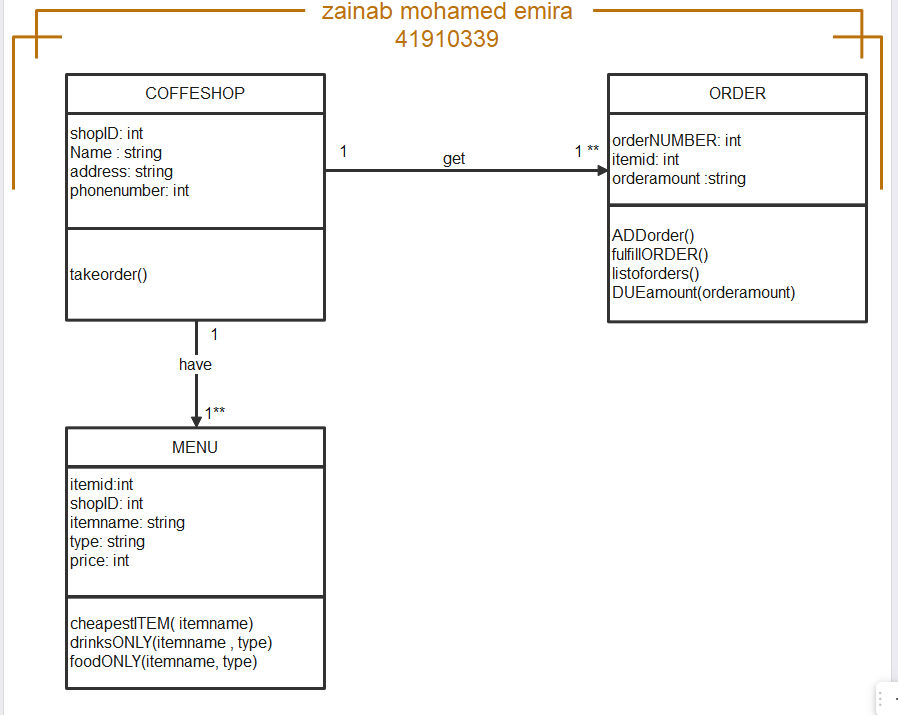 zainab mohamed emira
41910339
COFFESHOP
shopID: int
Name : string
address: string
phonenumber: int
takeorder()
1
get
1 **
ORDER
orderNUMBER: int
itemid: int
orderamount :string
ADDorder()
fulfillORDER()
listoforders()
DUEamount(orderamount)
1
have
1**
MENU
itemid:int
shopID: int
itemname: string
type: string
price: int
cheapestITEM( itemname)
drinksONLY(itemname , type)
foodONLY(itemname, type)